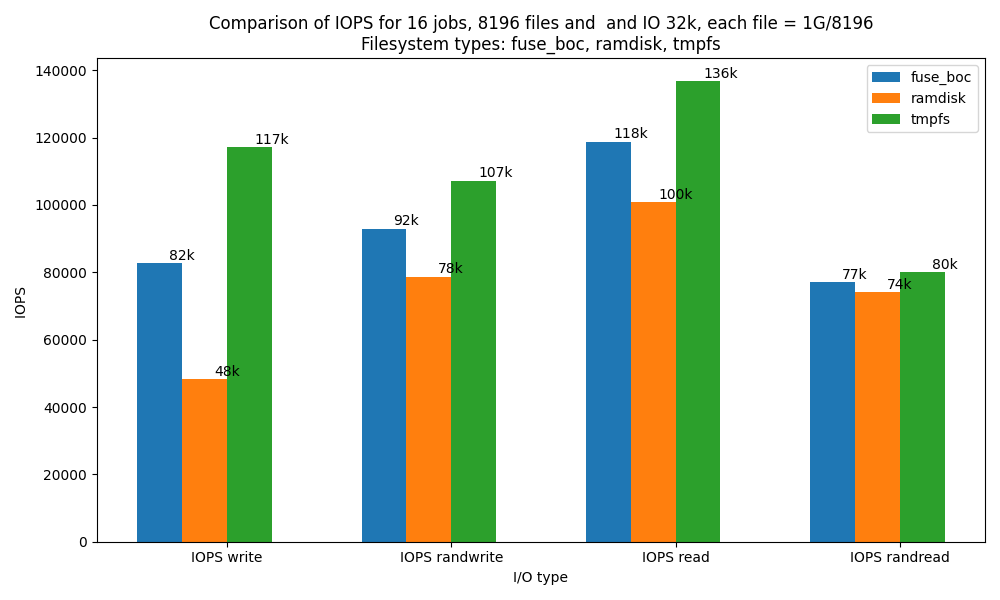 Comparison of IOPS for 16 jobs, 8196 files and  and IO 32k, each file = 1G/8196
Filesystem types: fuse_boc, ramdisk, tmpfs
fuse_boc
ramdisk
tmpfs
IOPS
140000
120000
100000
80000
60000
40000
20000
0
82k
48k
117k
92k
78k
107k
118k
100k
136k
77k
74k
80k
IOPS write
IOPS randwrite
IOPS read
IOPS randread
I/O type